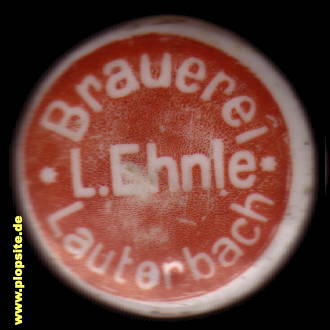 Brauerei
* L. Ehnle *
Lauterbach
www.plopsite.de